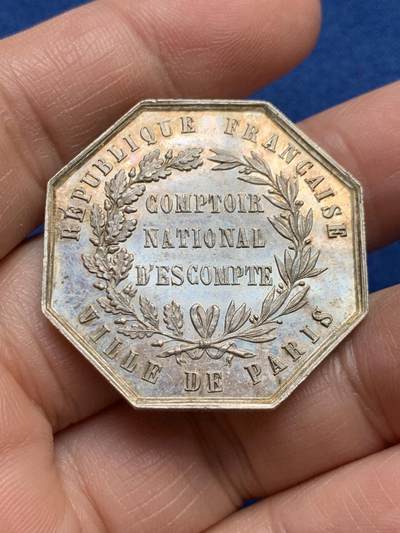 RÉPUBLIQUE FRANÇAISE
COMPTOIR
NATIONAL
D'ESCOMPTE
VILLE DE PARIS